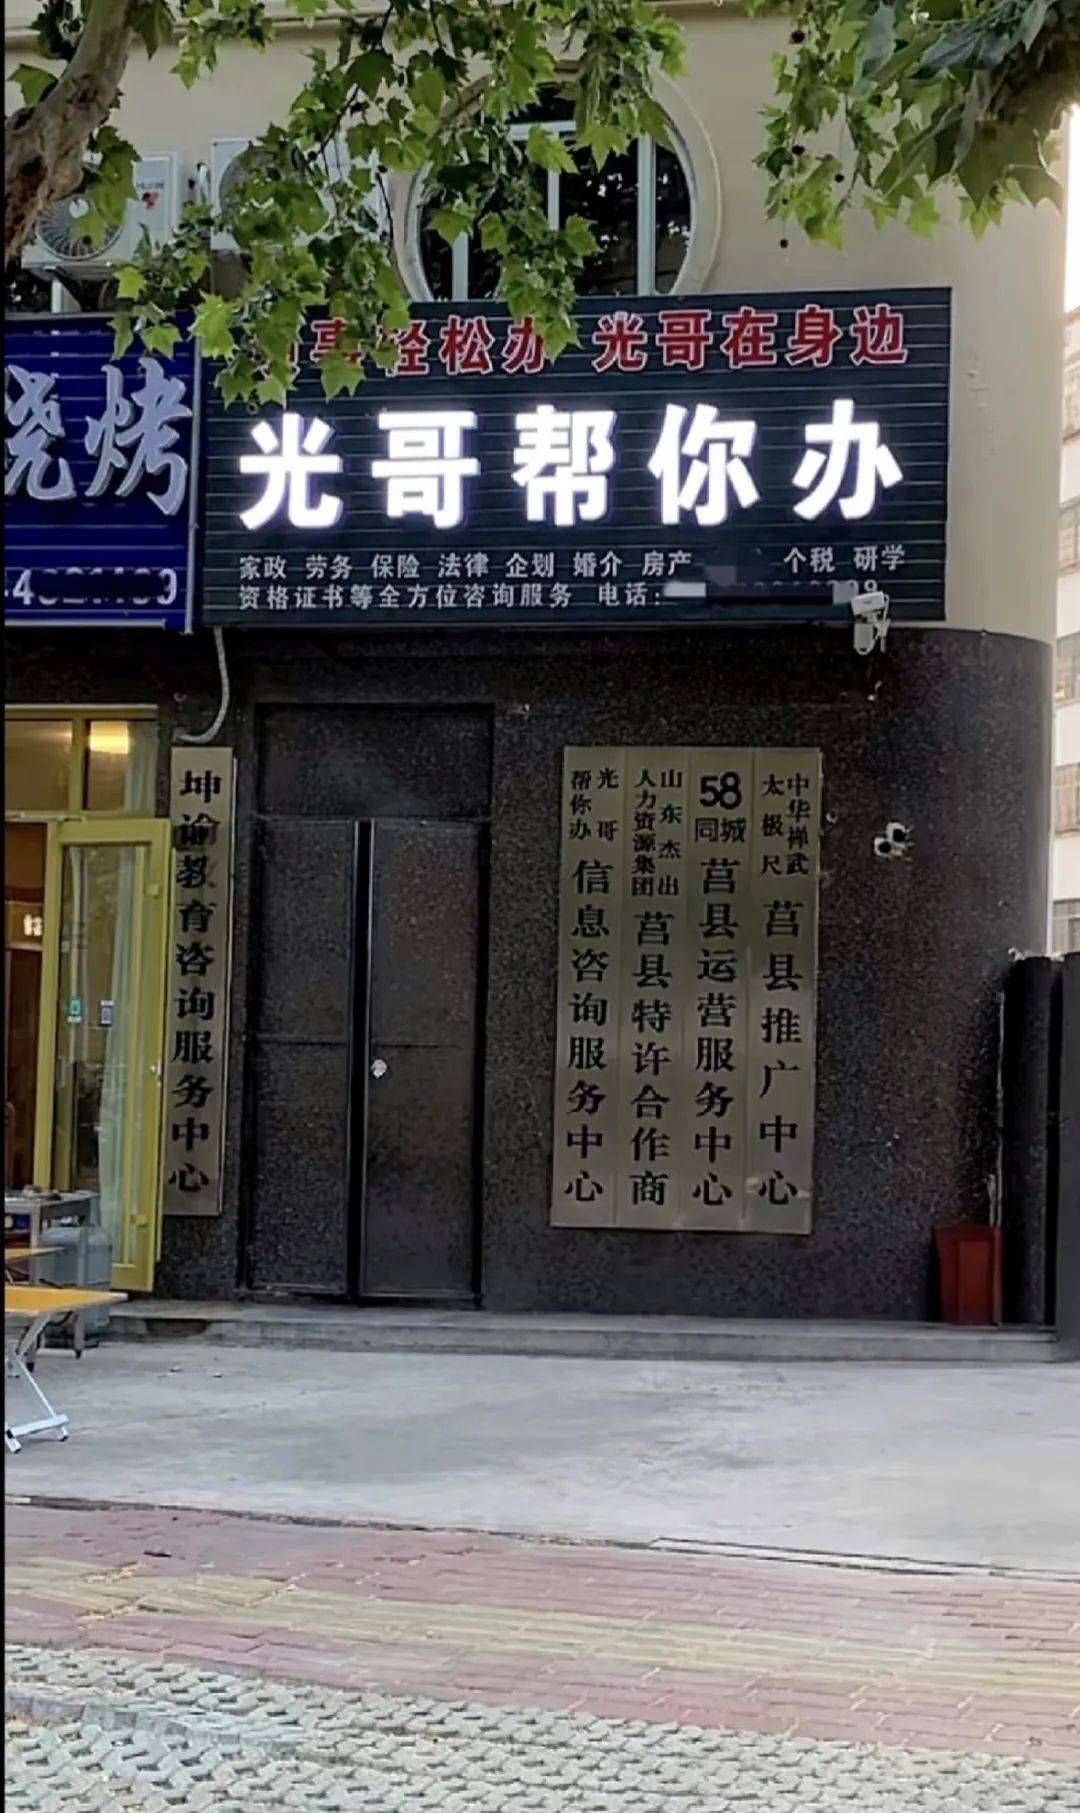 事轻松办 光哥在身边
光哥帮你办
家政 劳务 保险 法律 企划 婚介 房产 个税 研学
资格证书等全方位咨询服务 电话:
烧烤
坤谕教育咨询服务中心
光哥帮你办信息咨询服务中心
山东杰出人力资源集团莒县特许合作商
58同城莒县运营服务中心
中华禅武太极尺莒县推广中心